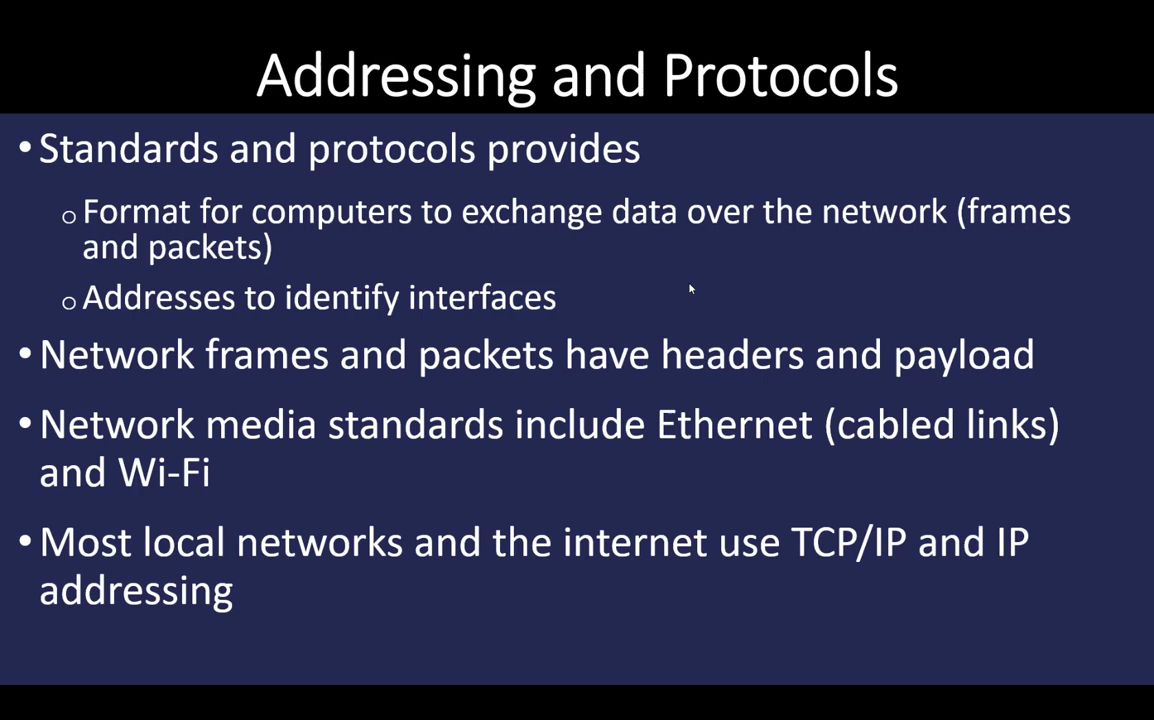 Addressing and Protocols
• Standards and protocols provides
o Format for computers to exchange data over the network (frames
and packets)
o Addresses to identify interfaces
• Network frames and packets have headers and payload
• Network media standards include Ethernet (cabled links)
and Wi-Fi
• Most local networks and the internet use TCP/IP and IP
addressing